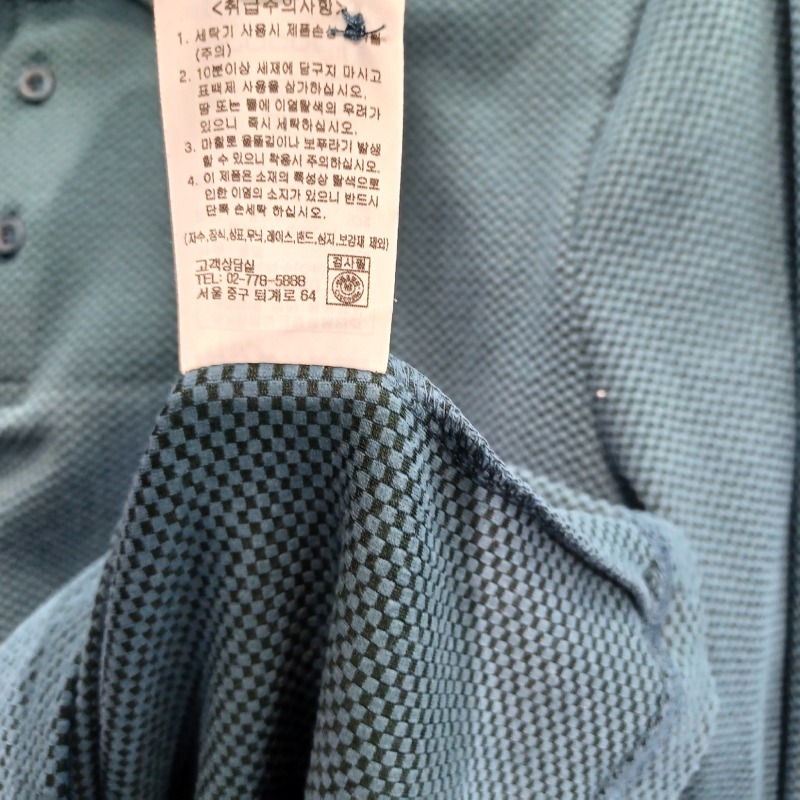 <취급주의사항>
1. 세탁기 사용시 제품손
(주의)
2. 10분이상 세재에 담구지 마시고
표백제 사용을 삼가하십시오.
땀 또는 물에 이염탈색의 우려가
있으니 즉시 세탁하십시오.
3. 마찰로 올뜯김이나 보푸라기 발생
할 수 있으니 착용시 주의하십시오.
4. 이 제품은 소재의 특성상 탈색으로
인한 이염의 소지가 있으니 반드시
단독 손세탁 하십시오.
(자수,장식,상표,무늬,레이스,밴드,심지,보강재 제외)
고객상담실
TEL: 02-778-5888
서울 중구 퇴계로 64
검사필